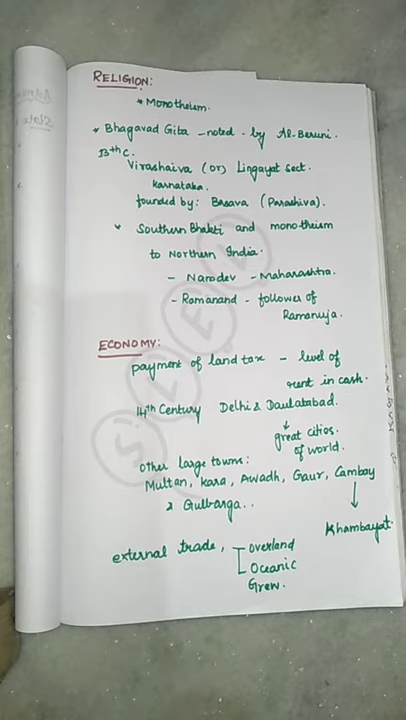 RELIGION:
* Monotheism.
* Bhagavad Gita - noted - by Al-Beruni.
13th C.
Virashaiva (or) Lingayat Sect.
Karnataka.
founded by: Basava (Parashiva).
* Southern Bhakti and monotheism
to Northern India.
- Narodev - Maharashtra.
- Ramanand - follower of
Ramanuja.
ECONOMY:
payment of land tax - level of
rent in cash.
14th Century Delhi & Daulatabad.
↓
great cities.
of world.
Other large towns:
Multan, Kara, Awadh, Gaur, Cambay
& Gulbarga..
↓
Khambayat.
external trade, overland
Oceanic
Grew.